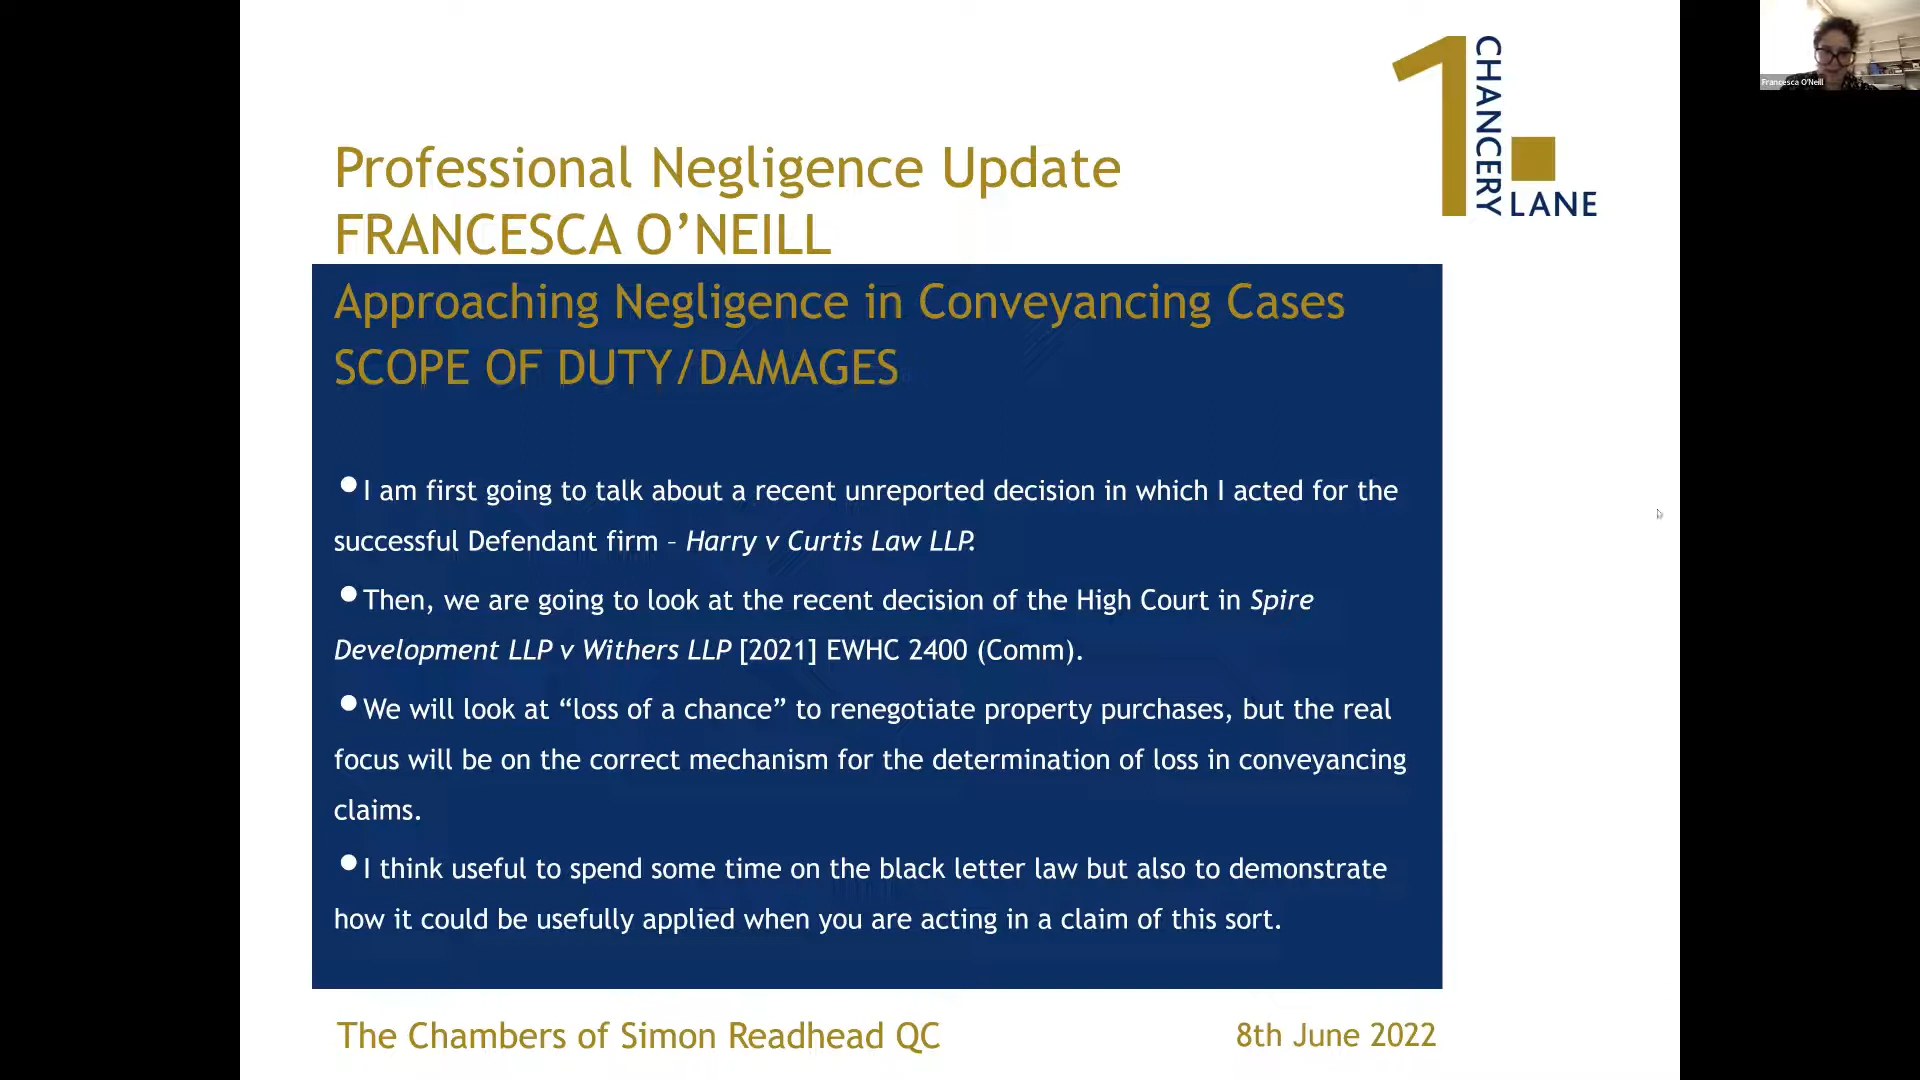 1 CHANCERY LANE
Francesca O'Neill
Professional Negligence Update
FRANCESCA O’NEILL
Approaching Negligence in Conveyancing Cases
SCOPE OF DUTY/DAMAGES
•I am first going to talk about a recent unreported decision in which I acted for the
successful Defendant firm – Harry v Curtis Law LLP.
•Then, we are going to look at the recent decision of the High Court in Spire
Development LLP v Withers LLP [2021] EWHC 2400 (Comm).
•We will look at “loss of a chance” to renegotiate property purchases, but the real
focus will be on the correct mechanism for the determination of loss in conveyancing
claims.
•I think useful to spend some time on the black letter law but also to demonstrate
how it could be usefully applied when you are acting in a claim of this sort.
The Chambers of Simon Readhead QC
8th June 2022